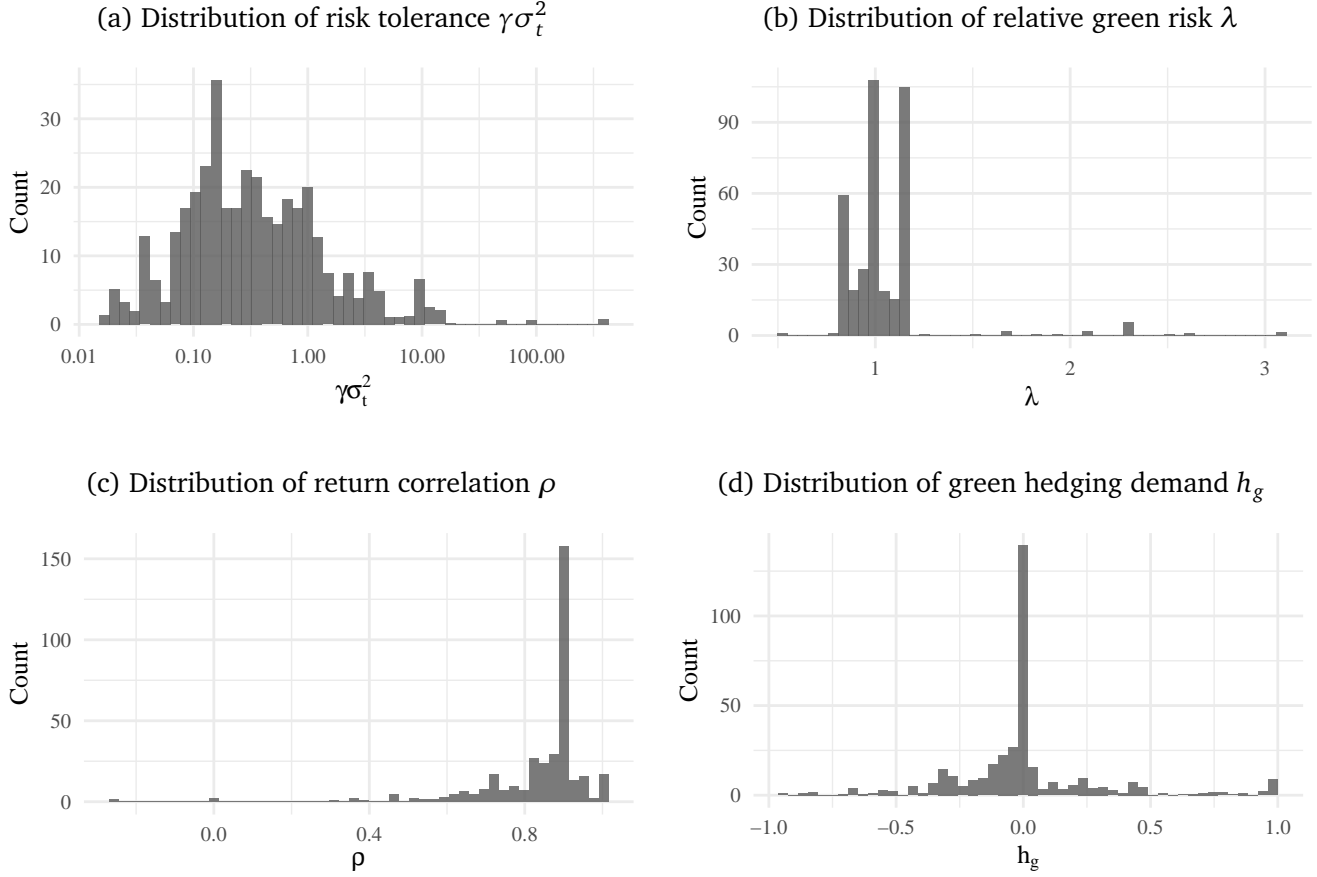 (a) Distribution of risk tolerance γσ_t^2
(b) Distribution of relative green risk λ
Count
30
20
10
0
0.01
0.10
1.00
10.00
100.00
γσ_t^2
Count
90
60
30
0
1
2
3
λ
(c) Distribution of return correlation ρ
(d) Distribution of green hedging demand h_g
Count
150
100
50
0
0.0
0.4
0.8
ρ
Count
100
50
0
−1.0
−0.5
0.0
0.5
1.0
h_g